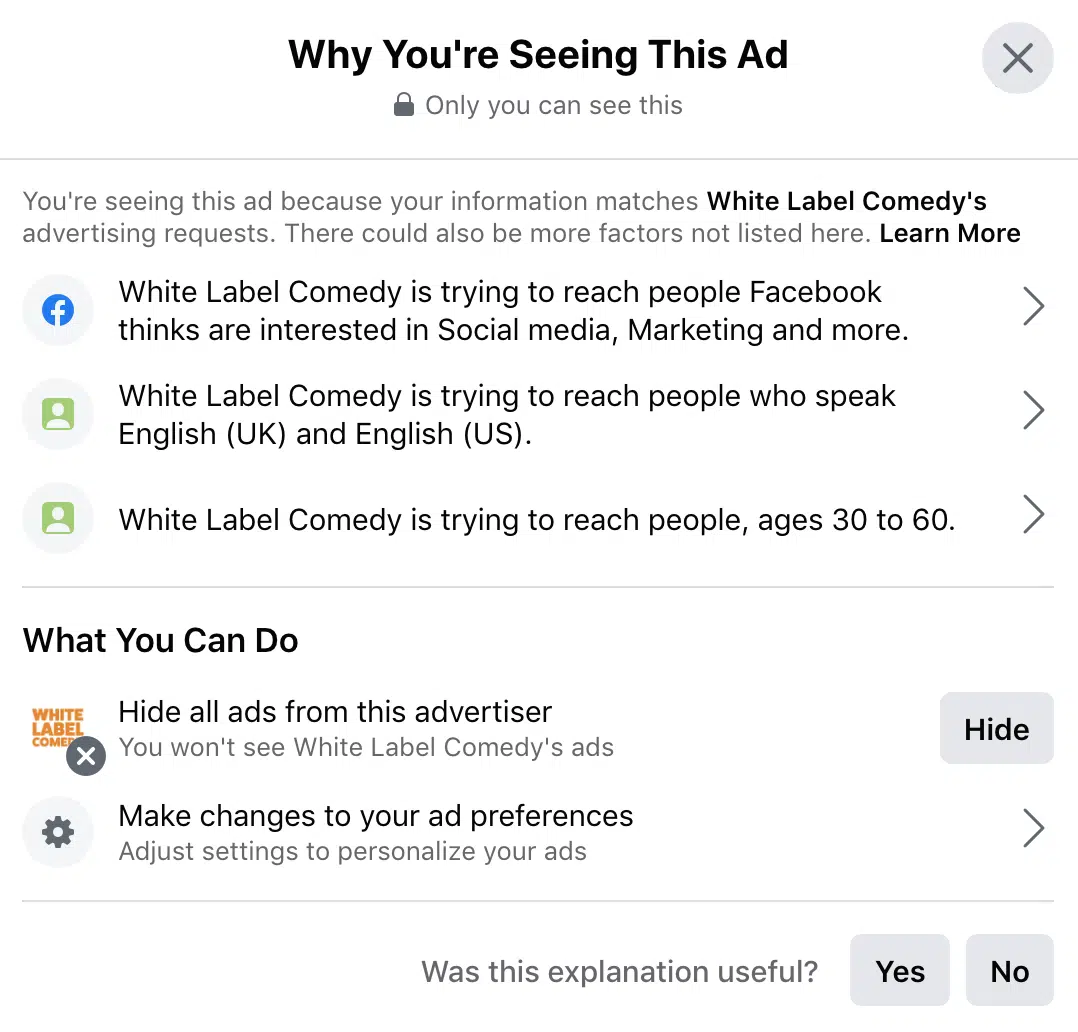 Why You're Seeing This Ad
Only you can see this
You're seeing this ad because your information matches White Label Comedy's
advertising requests. There could also be more factors not listed here. Learn More
White Label Comedy is trying to reach people Facebook
thinks are interested in Social media, Marketing and more.
White Label Comedy is trying to reach people who speak
English (UK) and English (US).
White Label Comedy is trying to reach people, ages 30 to 60.
What You Can Do
WHITE
LABEL
Hide all ads from this advertiser
You won't see White Label Comedy's ads
Hide
Make changes to your ad preferences
Adjust settings to personalize your ads
Was this explanation useful?
Yes
No